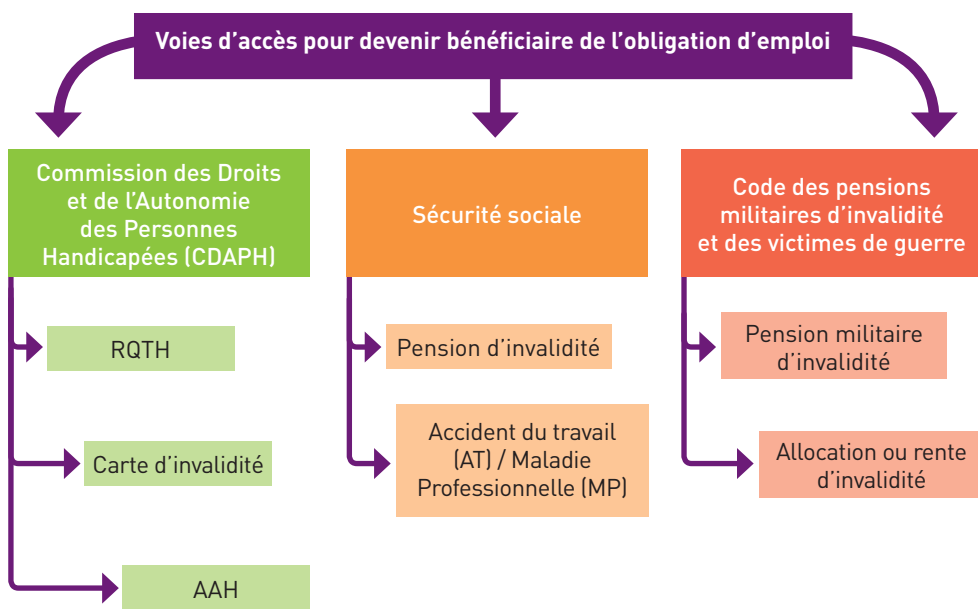 Voies d'accès pour devenir bénéficiaire de l'obligation d'emploi
Commission des Droits
et de l'Autonomie
des Personnes
Handicapées (CDAPH)
RQTH
Carte d'invalidité
AAH
Sécurité sociale
Pension d'invalidité
Accident du travail
(AT) / Maladie
Professionnelle (MP)
Code des pensions
militaires d'invalidité
et des victimes de guerre
Pension militaire
d'invalidité
Allocation ou rente
d'invalidité